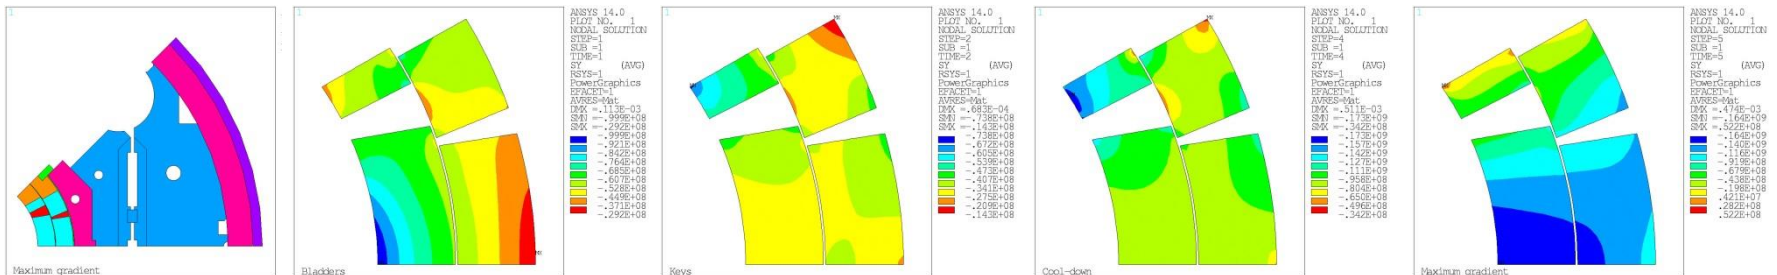 1
Maximum gradient
1
Bladders
ANSYS 14.0
PLOT NO. 1
NODAL SOLUTION
STEP=1
SUB =1
TIME=1
SY (AVG)
RSYS=1
PowerGraphics
EFACET=1
AVRES=Mat
DMX =.113E-03
SMN =-.999E+08
SMX =-.292E+08
-.999E+08
-.921E+08
-.842E+08
-.764E+08
-.685E+08
-.607E+08
-.528E+08
-.449E+08
-.371E+08
-.292E+08
MX
1
Keys
ANSYS 14.0
PLOT NO. 1
NODAL SOLUTION
STEP=2
SUB =1
TIME=2
SY (AVG)
RSYS=1
PowerGraphics
EFACET=1
AVRES=Mat
DMX =.683E-04
SMN =-.738E+08
SMX =-.143E+08
-.738E+08
-.672E+08
-.605E+08
-.539E+08
-.473E+08
-.407E+08
-.341E+08
-.275E+08
-.209E+08
-.143E+08
MX
1
Cool-down
ANSYS 14.0
PLOT NO. 1
NODAL SOLUTION
STEP=4
SUB =1
TIME=4
SY (AVG)
RSYS=1
PowerGraphics
EFACET=1
AVRES=Mat
DMX =.511E-03
SMN =-.173E+09
SMX =-.342E+08
-.173E+09
-.157E+09
-.142E+09
-.127E+09
-.111E+09
-.958E+08
-.804E+08
-.650E+08
-.496E+08
-.342E+08
MX
1
Maximum gradient
ANSYS 14.0
PLOT NO. 1
NODAL SOLUTION
STEP=5
SUB =1
TIME=5
SY (AVG)
RSYS=1
PowerGraphics
EFACET=1
AVRES=Mat
DMX =.474E-03
SMN =-.164E+09
SMX =.522E+08
-.164E+09
-.140E+09
-.116E+09
-.919E+08
-.679E+08
-.438E+08
-.198E+08
.421E+07
.282E+08
.522E+08